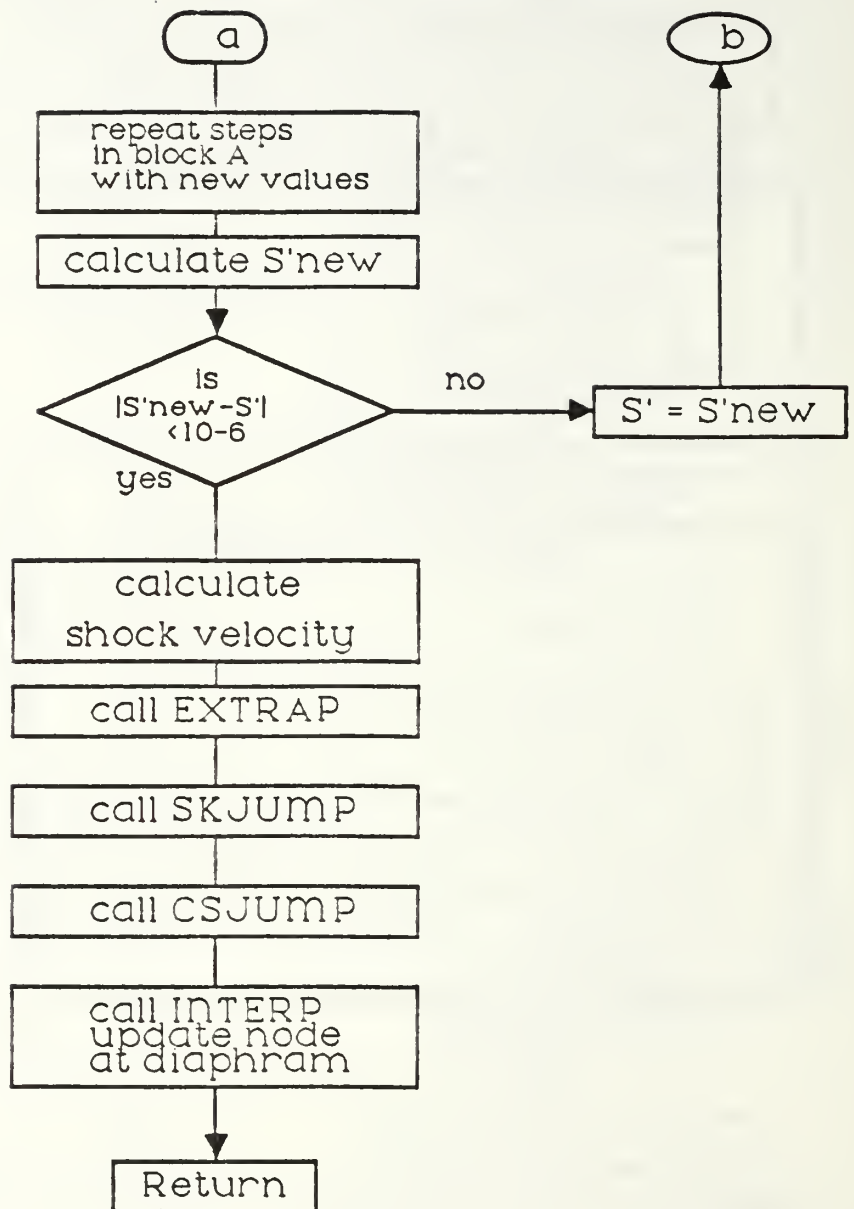 a
b
repeat steps
in block A
with new values
calculate S'new
is
|S'new-S'|
<10-6
no
S' = S'new
yes
calculate
shock velocity
call EXTRAP
call SKJUMP
call CSJUMP
call INTERP
update node
at diaphram
Return